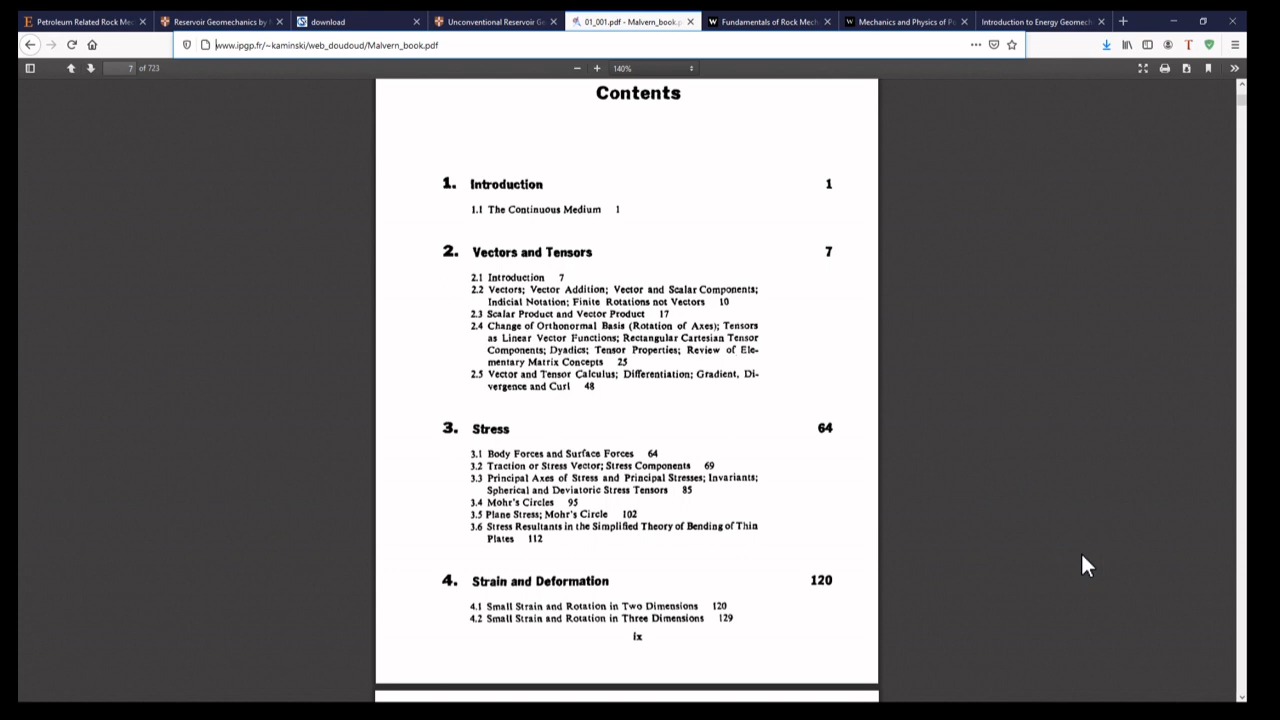 Petroleum Related Rock Mec
Reservoir Geomechanics by
download
Unconventional Reservoir Ge
01_001.pdf - Malvern_book.p
Fundamentals of Rock Mech
Mechanics and Physics of Po
Introduction to Energy Geomech
www.ipgp.fr/~kaminski/web_doudoud/Malvern_book.pdf
7 of 723
140%
Contents
1. Introduction 1
1.1 The Continuous Medium 1
2. Vectors and Tensors 7
2.1 Introduction 7
2.2 Vectors; Vector Addition; Vector and Scalar Components;
Indicial Notation; Finite Rotations not Vectors 10
2.3 Scalar Product and Vector Product 17
2.4 Change of Orthonormal Basis (Rotation of Axes); Tensors
as Linear Vector Functions; Rectangular Cartesian Tensor
Components; Dyadics; Tensor Properties; Review of Ele-
mentary Matrix Concepts 25
2.5 Vector and Tensor Calculus; Differentiation; Gradient, Di-
vergence and Curl 48
3. Stress 64
3.1 Body Forces and Surface Forces 64
3.2 Traction or Stress Vector; Stress Components 69
3.3 Principal Axes of Stress and Principal Stresses; Invariants;
Spherical and Deviatoric Stress Tensors 85
3.4 Mohr's Circles 95
3.5 Plane Stress; Mohr's Circle 102
3.6 Stress Resultants in the Simplified Theory of Bending of Thin
Plates 112
4. Strain and Deformation 120
4.1 Small Strain and Rotation in Two Dimensions 120
4.2 Small Strain and Rotation in Three Dimensions 129
ix